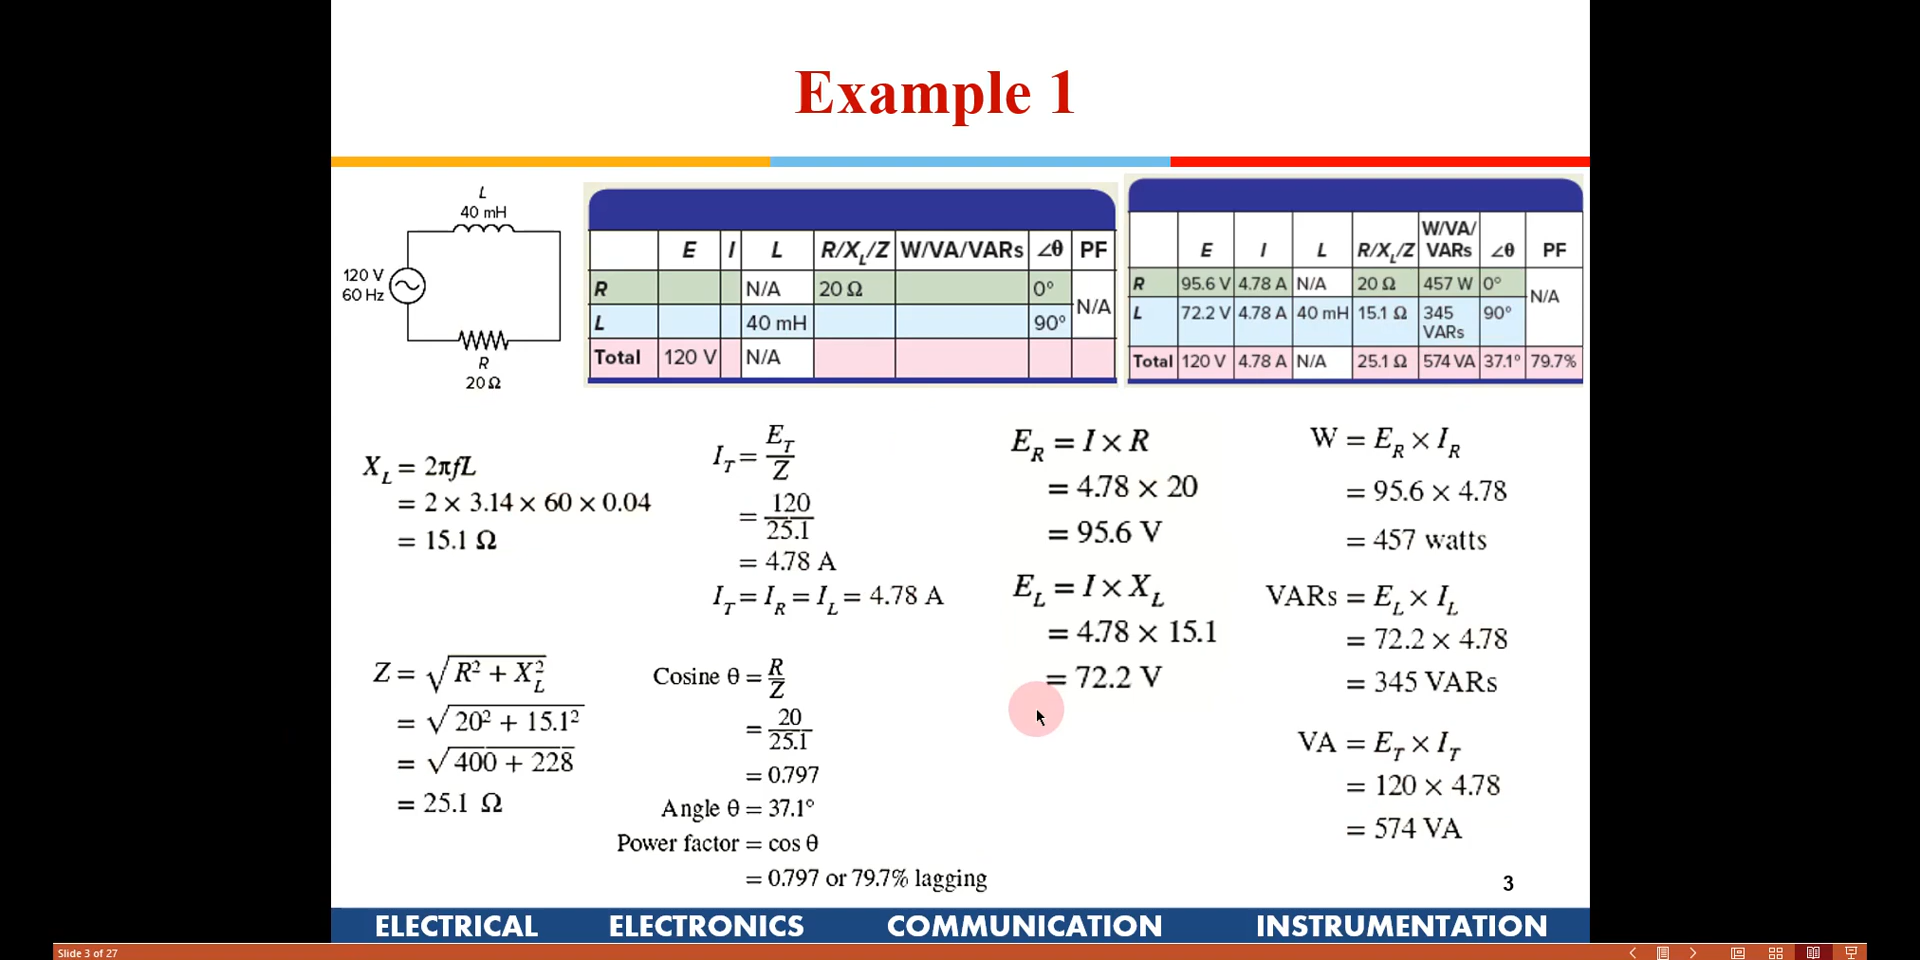 Example 1
L
40 mH
120 V
60 Hz
R
20 Ω
E I L R/X_L/Z W/VA/VARs ∠θ PF
R N/A 20 Ω 0° N/A
L 40 mH 90°
Total 120 V N/A
E I L R/X_L/Z W/VA/VARs ∠θ PF
R 95.6 V 4.78 A N/A 20 Ω 457 W 0° N/A
L 72.2 V 4.78 A 40 mH 15.1 Ω 345 VARs 90°
Total 120 V 4.78 A N/A 25.1 Ω 574 VA 37.1° 79.7%
X_L = 2πfL
= 2 × 3.14 × 60 × 0.04
= 15.1 Ω
Z = √(R² + X_L²)
= √(20² + 15.1²)
= √(400 + 228)
= 25.1 Ω
I_T = E_T/Z
= 120/25.1
= 4.78 A
I_T = I_R = I_L = 4.78 A
Cosine θ = R/Z
= 20/25.1
= 0.797
Angle θ = 37.1°
Power factor = cos θ
= 0.797 or 79.7% lagging
E_R = I × R
= 4.78 × 20
= 95.6 V
E_L = I × X_L
= 4.78 × 15.1
= 72.2 V
W = E_R × I_R
= 95.6 × 4.78
= 457 watts
VARs = E_L × I_L
= 72.2 × 4.78
= 345 VARs
VA = E_T × I_T
= 120 × 4.78
= 574 VA
3
ELECTRICAL ELECTRONICS COMMUNICATION INSTRUMENTATION
Slide 3 of 27